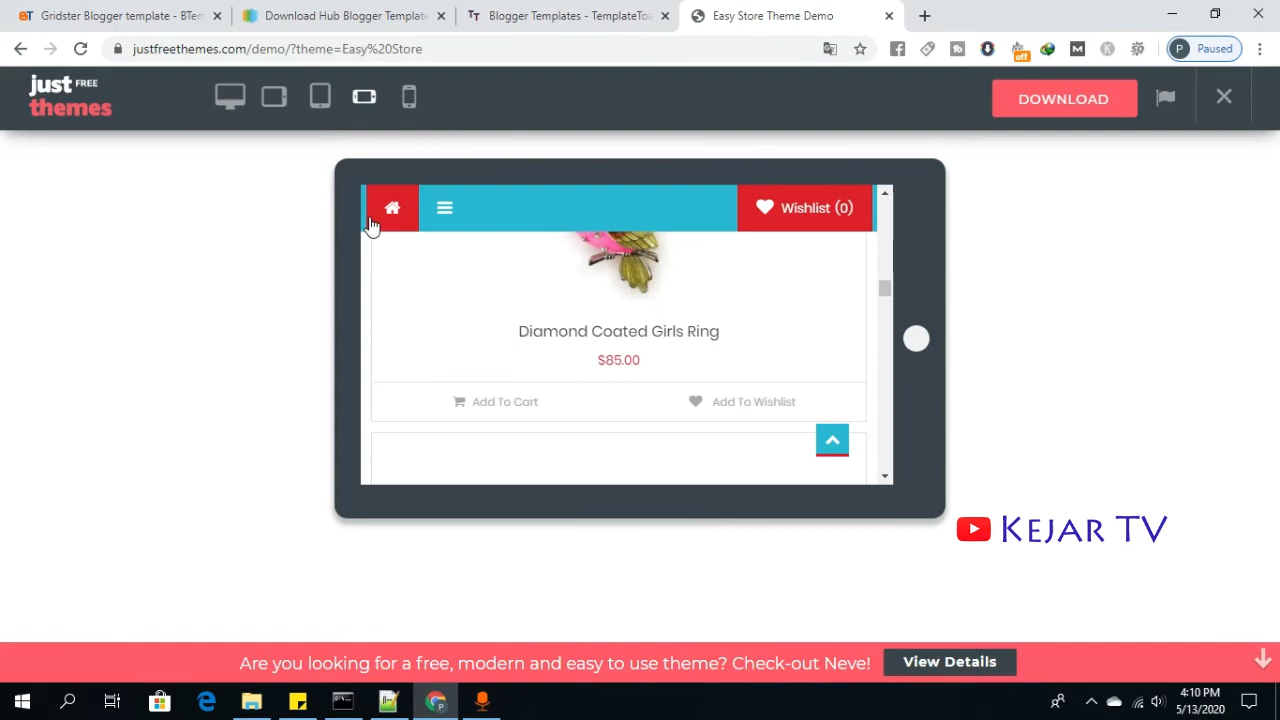 Gridster Blogger template - BTem
Download Hub Blogger Template
Blogger Templates - TemplateToa
Easy Store Theme Demo
justfreethemes.com/demo/?theme=Easy%20Store
off
P Paused
just FREE
themes
DOWNLOAD
Wishlist (0)
Diamond Coated Girls Ring
$85.00
Add To Cart
Add To Wishlist
KEJAR TV
Are you looking for a free, modern and easy to use theme? Check-out Neve!
View Details
4:10 PM
5/13/2020